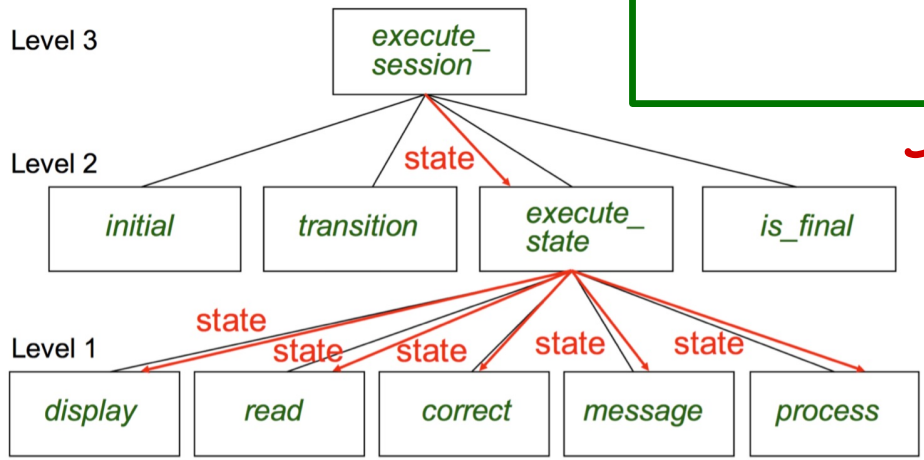 Level 3
execute_
session
Level 2
state
initial
transition
execute_
state
is_final
Level 1
state
state
state
state
state
display
read
correct
message
process